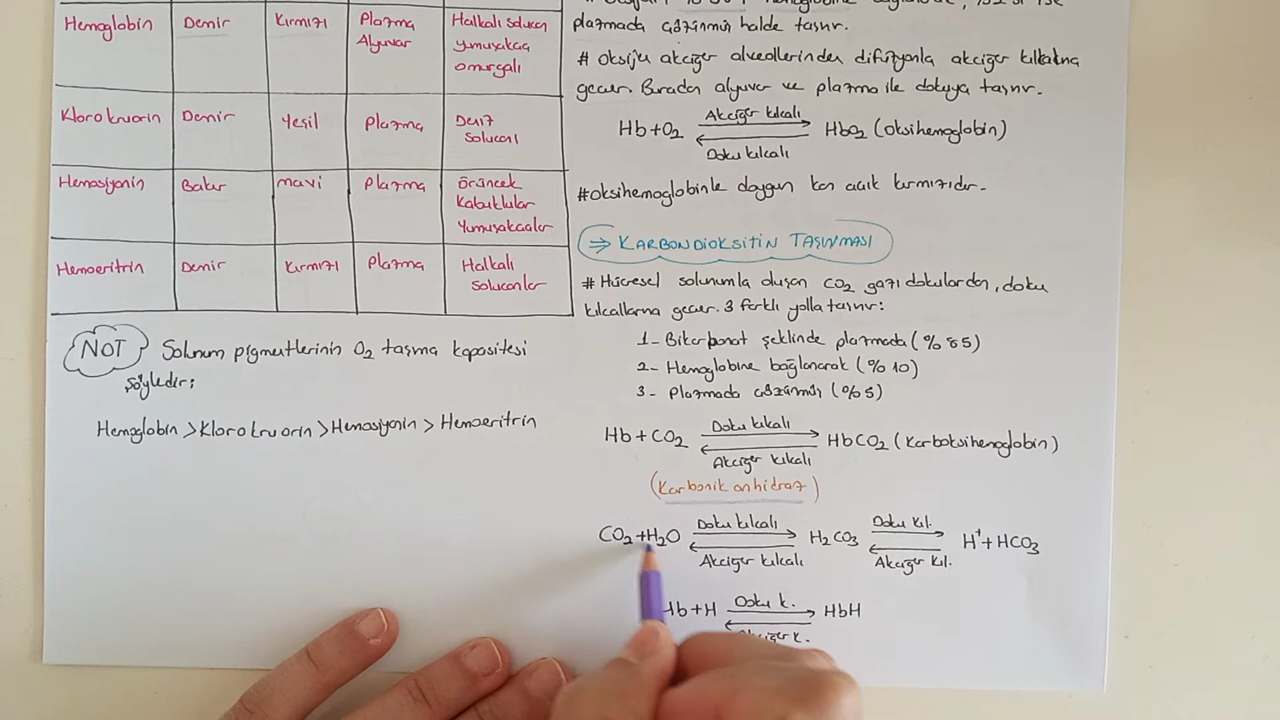 Hemoglobin Demir Kırmızı Plazma Halkalı solucan
Alyuvar yumuşakça
omurgalı
Klorokruorin Demir Yeşil Plazma Deniz
Solucanı
Hemosiyonin Bakır mavi Plazma Örümcek
Kabuklular
Yumuşakçalar
Hemoeritrin Demir Kırmızı Plazma Halkalı
Solucanlar
NOT Solunum pigmentlerinin O2 taşıma kapasitesi
şöyledir:
Hemoglobin > Klorokruorin > Hemosiyonin > Hemoeritrin
plazmada çözünmüş halde taşınır.
# Oksijen akciğer alveollerinden difüzyonla akciğer kılcalına
geçer. Buradan alyuvar ve plazma ile dokuya taşınır.
Hb+O2 Akciğer kılcalı HbO2 (oksihemoglobin)
Doku kılcalı
#oksihemoglobinle doygun kan açık kırmızıdır.
⇒ KARBONDİOKSİTİN TAŞINMASI
# Hücresel solunumla oluşan CO2 gazı dokulardan, doku
kılcallarına geçer. 3 farklı yolla taşınır:
1- Bikarbonat şeklinde plazmada (%85)
2- Hemoglobine bağlanarak (%10)
3- Plazmada çözünmüş (%5)
Hb+CO2 Doku kılcalı HbCO2 (Karboksihemoglobin)
Akciğer kılcalı
(Karbonik anhidraz)
CO2+H2O Doku kılcalı H2CO3 Doku kıl. H+ + HCO3
Akciğer kılcalı Akciğer kıl.
Hb+H Doku k. HbH